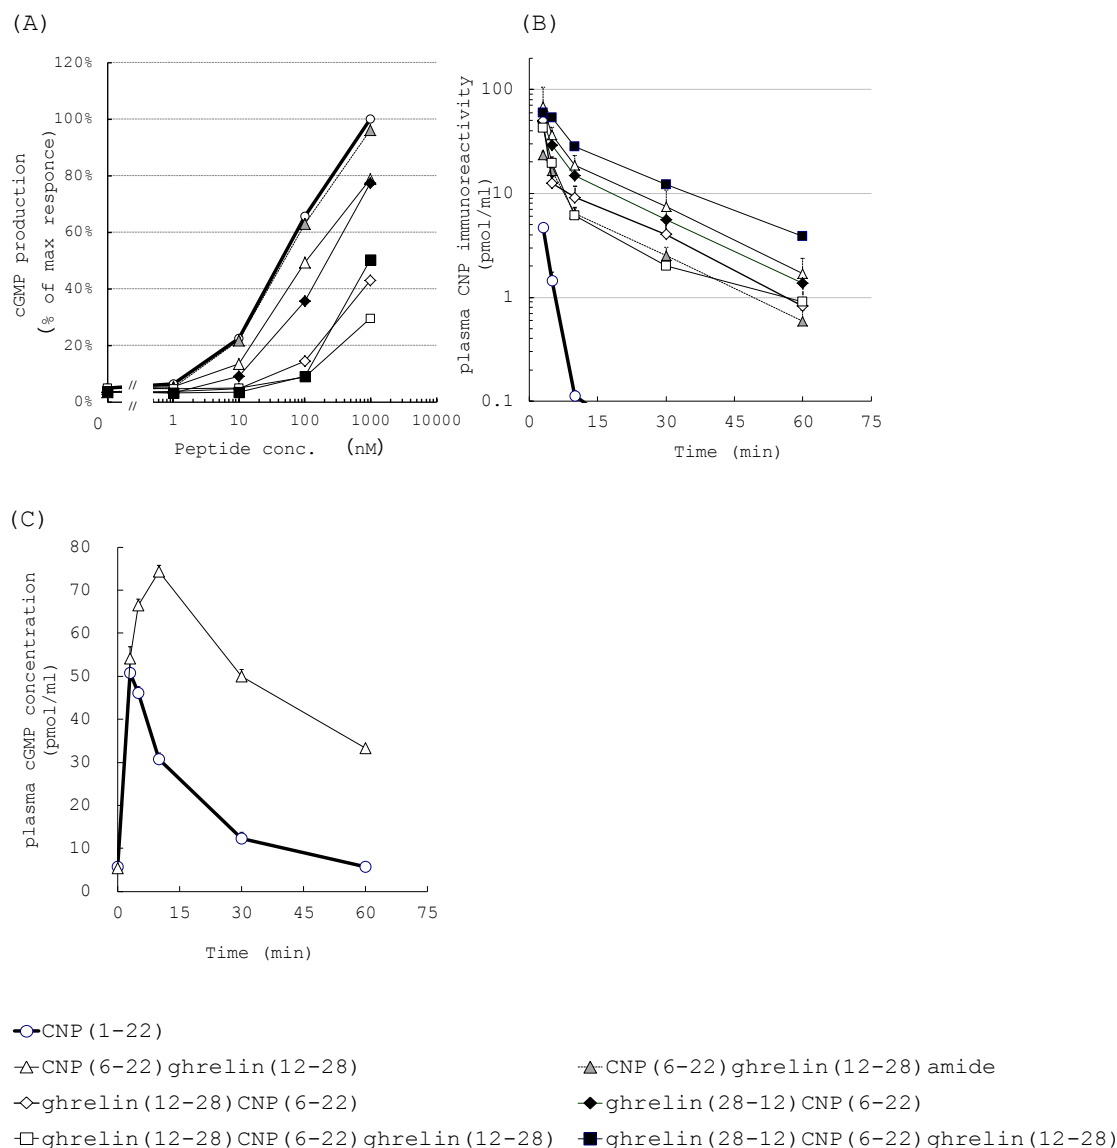 (A)
(B)
120%
100%
80%
60%
40%
20%
0%
cGMP production
(% of max responce)
//
//
0 1 10 100 1000 10000
Peptide conc. (nM)
100
10
1
0.1
plasma CNP immunoreactivity
(pmol/ml)
0 15 30 45 60 75
Time (min)
(C)
80
70
60
50
40
30
20
10
0
plasma cGMP concentration
(pmol/ml)
0 15 30 45 60 75
Time (min)
CNP(1-22)
CNP(6-22)ghrelin(12-28)
CNP(6-22)ghrelin(12-28)amide
ghrelin(12-28)CNP(6-22)
ghrelin(28-12)CNP(6-22)
ghrelin(12-28)CNP(6-22)ghrelin(12-28)
ghrelin(28-12)CNP(6-22)ghrelin(12-28)